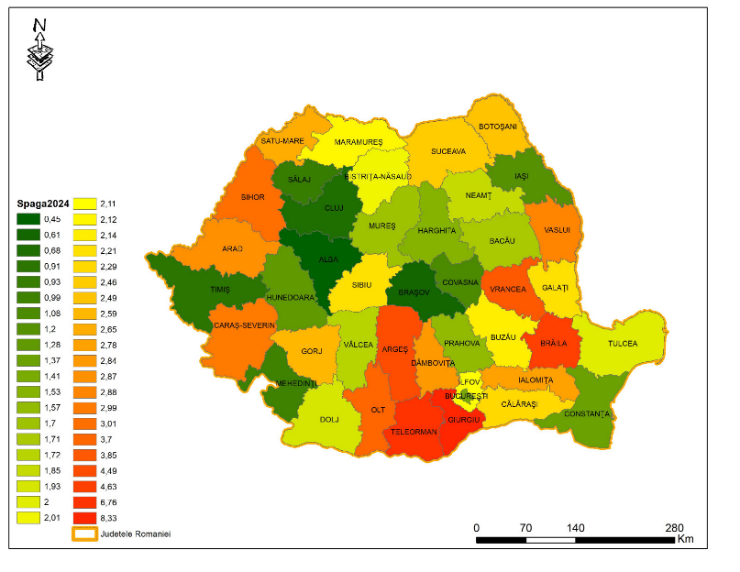 N
BOTOȘANI
SATU-MARE
MARAMUREȘ
SUCEAVA
SĂLAJ
BISTRIȚA-NĂSAUD
IAȘI
SIHOR
CLUJ
NEAMȚ
MUREȘ
HARGHITA
SACĂU
VASLUI
ARAD
ALBA
TIMIȘ
HUNEDOARA
SIBIU
BRAȘOV
COVASNA
VRANCEA
GALAȚI
CARAȘ-SEVERIN
GORJ
VÂLCEA
ARGEȘ
DÂMBOVIȚA
PRAHOVA
BUZĂU
BRĂILA
TULCEA
MEHEDINȚI
ILFOV
BUCUREȘTI
IALOMIȚA
CĂLĂRAȘI
CONSTANȚA
DOLJ
OLT
TELEORMAN
GIURGIU
Spaga2024
0,45
0,61
0,68
0,91
0,93
0,99
1,08
1,2
1,28
1,37
1,41
1,53
1,57
1,7
1,71
1,72
1,85
1,93
2
2,01
2,11
2,12
2,14
2,21
2,29
2,46
2,49
2,59
2,65
2,78
2,84
2,87
2,88
2,99
3,01
3,7
3,85
4,49
4,63
6,76
8,33
Judetele Romaniei
0 70 140 280
Km